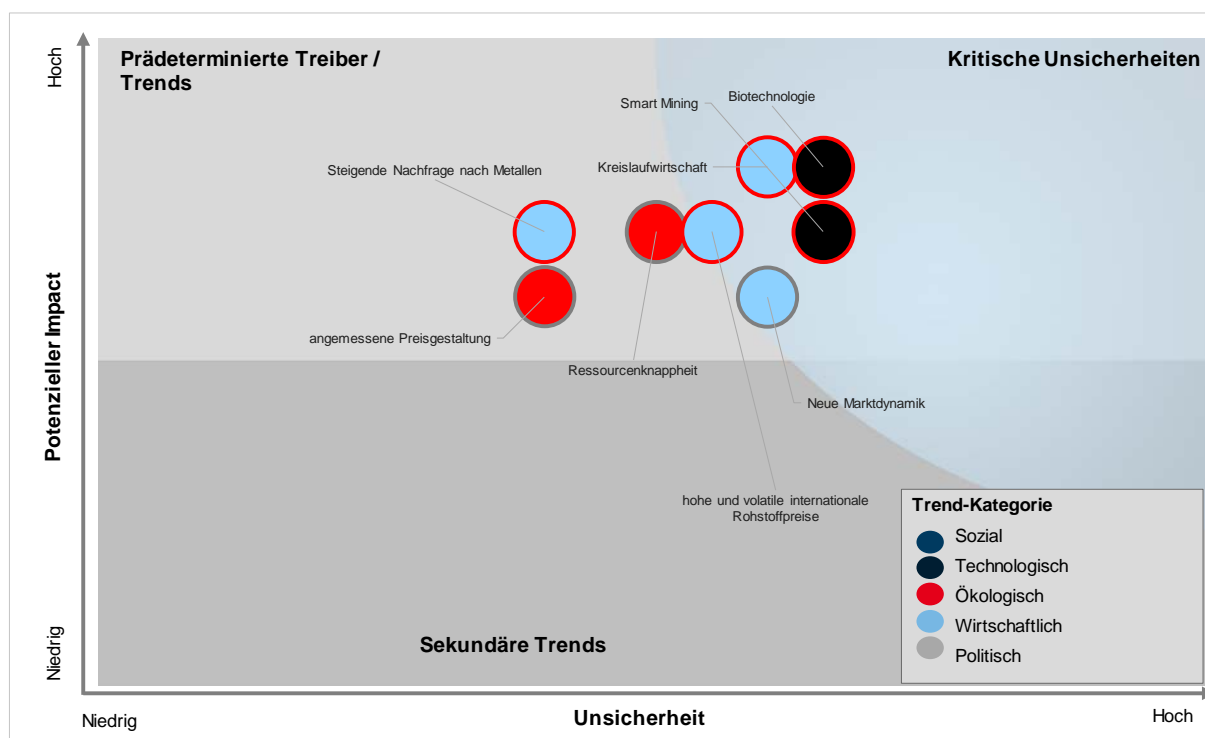 Hoch
Prädeterminierte Treiber /
Trends
Kritische Unsicherheiten
Biotechnologie
Smart Mining
Steigende Nachfrage nach Metallen
Kreislaufwirtschaft
Potenzieller Impact
angemessene Preisgestaltung
Ressourcenknappheit
Neue Marktdynamik
hohe und volatile internationale
Rohstoffpreise
Trend-Kategorie
Sozial
Technologisch
Ökologisch
Wirtschaftlich
Politisch
Sekundäre Trends
Niedrig
Niedrig
Unsicherheit
Hoch